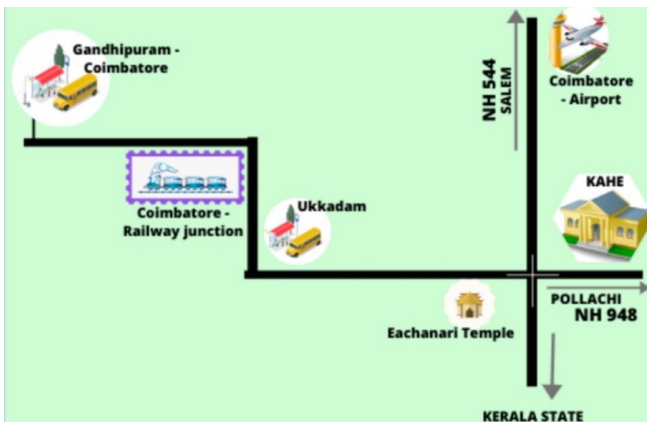 Gandhipuram -
Coimbatore
Coimbatore -
Railway junction
Ukkadam
NH 544
SALEM
Coimbatore
- Airport
KAHE
Eachanari Temple
POLLACHI
NH 948
KERALA STATE